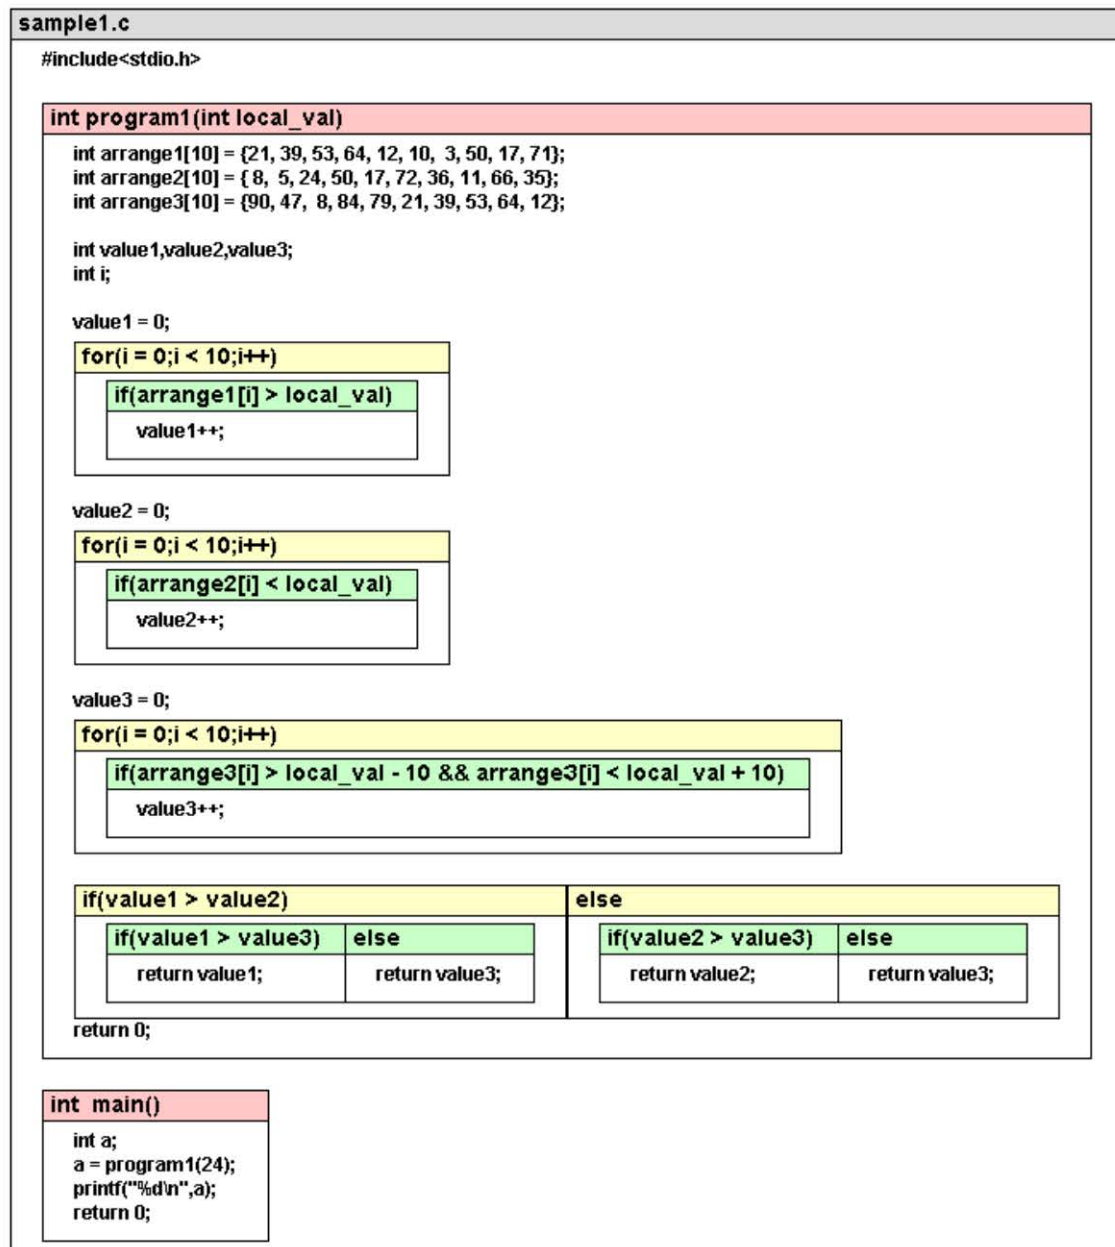 sample1.c
#include<stdio.h>
int program1(int local_val)
int arrange1[10] = {21, 39, 53, 64, 12, 10, 3, 50, 17, 71};
int arrange2[10] = { 8, 5, 24, 50, 17, 72, 36, 11, 66, 35};
int arrange3[10] = {90, 47, 8, 84, 79, 21, 39, 53, 64, 12};
int value1,value2,value3;
int i;
value1 = 0;
for(i = 0;i < 10;i++)
if(arrange1[i] > local_val)
value1++;
value2 = 0;
for(i = 0;i < 10;i++)
if(arrange2[i] < local_val)
value2++;
value3 = 0;
for(i = 0;i < 10;i++)
if(arrange3[i] > local_val - 10 && arrange3[i] < local_val + 10)
value3++;
if(value1 > value2) else
if(value1 > value3) else if(value2 > value3) else
return value1; return value3; return value2; return value3;
return 0;
int main()
int a;
a = program1(24);
printf("%d\n",a);
return 0;